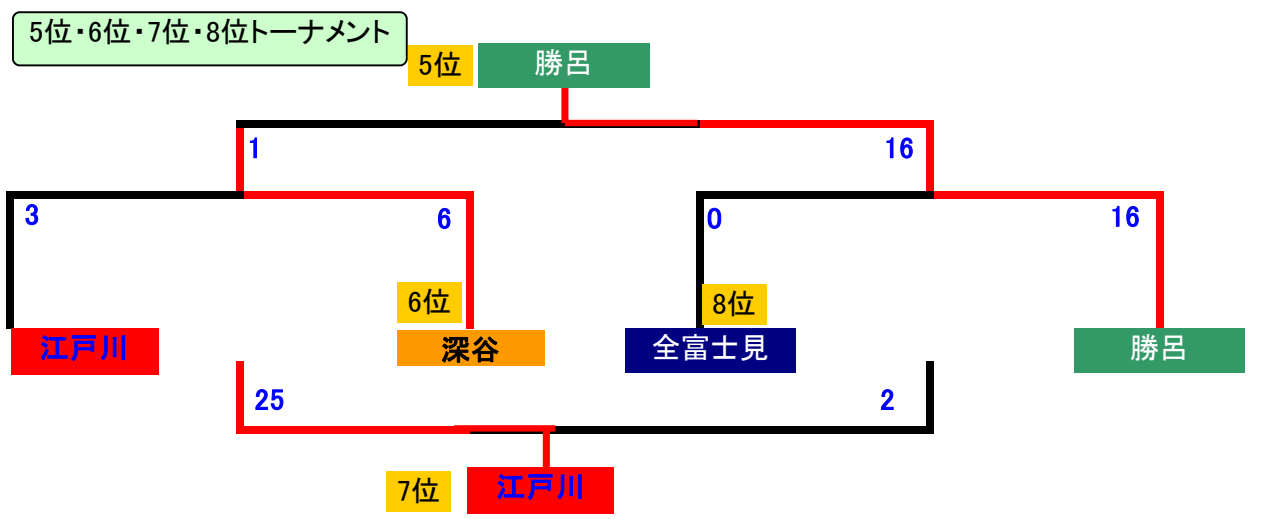 5位・6位・7位・8位トーナメント
5位
勝呂
1
16
3
6
0
16
6位
8位
江戸川
深谷
全富士見
勝呂
25
2
7位
江戸川